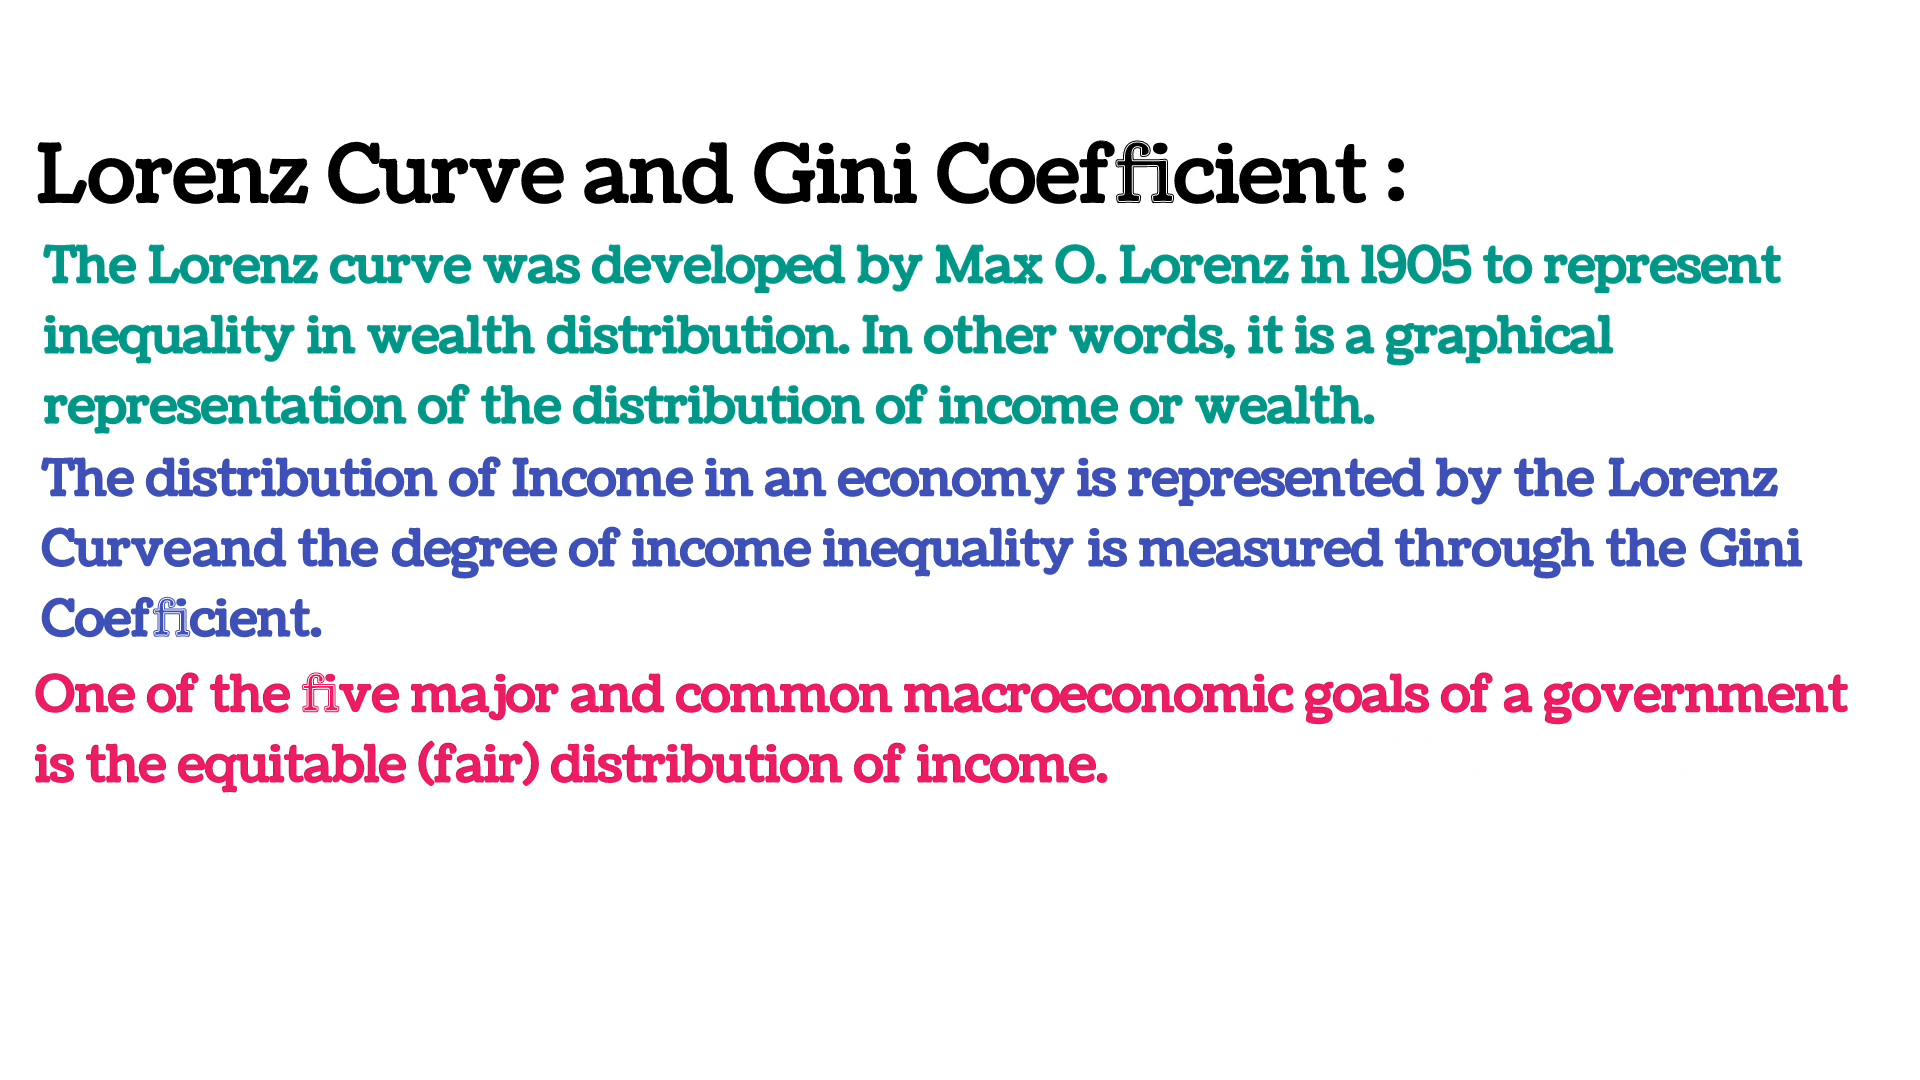 Lorenz Curve and Gini Coefficient :
The Lorenz curve was developed by Max O. Lorenz in 1905 to represent
inequality in wealth distribution. In other words, it is a graphical
representation of the distribution of income or wealth.
The distribution of Income in an economy is represented by the Lorenz
Curveand the degree of income inequality is measured through the Gini
Coefficient.
One of the five major and common macroeconomic goals of a government
is the equitable (fair) distribution of income.